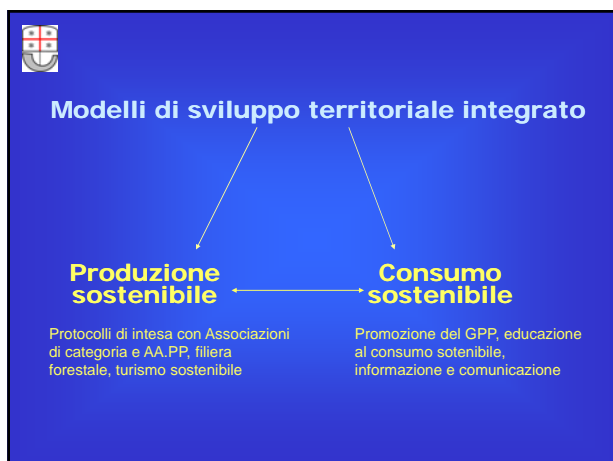 Modelli di sviluppo territoriale integrato
Produzione
sostenibile
Protocolli di intesa con Associazioni
di categoria e AA.PP, filiera
forestale, turismo sostenibile
Consumo
sostenibile
Promozione del GPP, educazione
al consumo sotenibile,
informazione e comunicazione